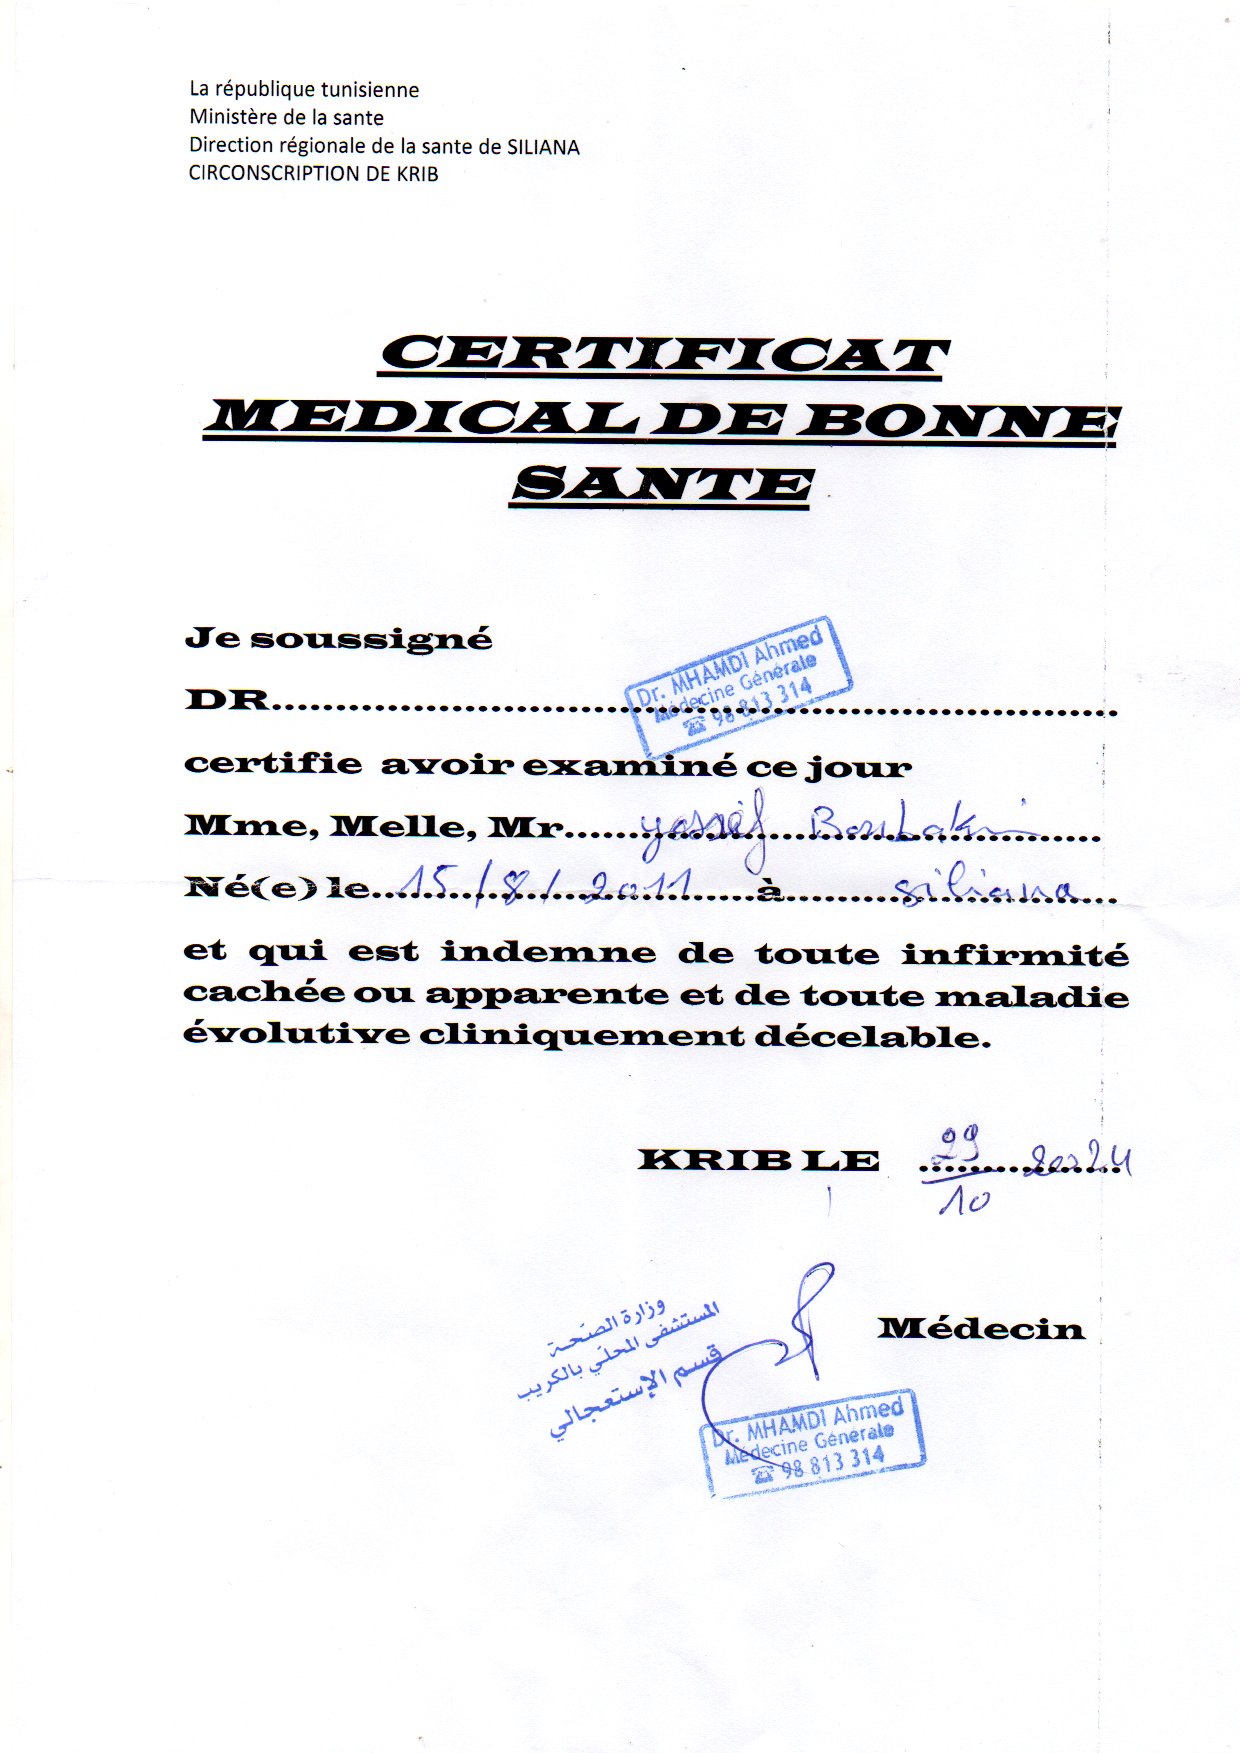 La république tunisienne
Ministère de la sante
Direction régionale de la sante de SILIANA
CIRCONSCRIPTION DE KRIB
CERTIFICAT
MEDICAL DE BONNE
SANTE
Je soussigné
Dr. MHAMDI Ahmed
Médecine Générale
☎ 98 813 314
DR.......................................................................
certifie avoir examiné ce jour
Mme, Melle, Mr...... Boubakri ......
Né(e) le..15/8/2011.....à.........siliana...
et qui est indemne de toute infirmité
cachée ou apparente et de toute maladie
évolutive cliniquement décelable.
KRIB LE 29/10 2024
Médecin
وزارة الصحة
المستشفى المحلي بالكريب
قسم الإستعجالي
Dr. MHAMDI Ahmed
Médecine Générale
☎ 98 813 314